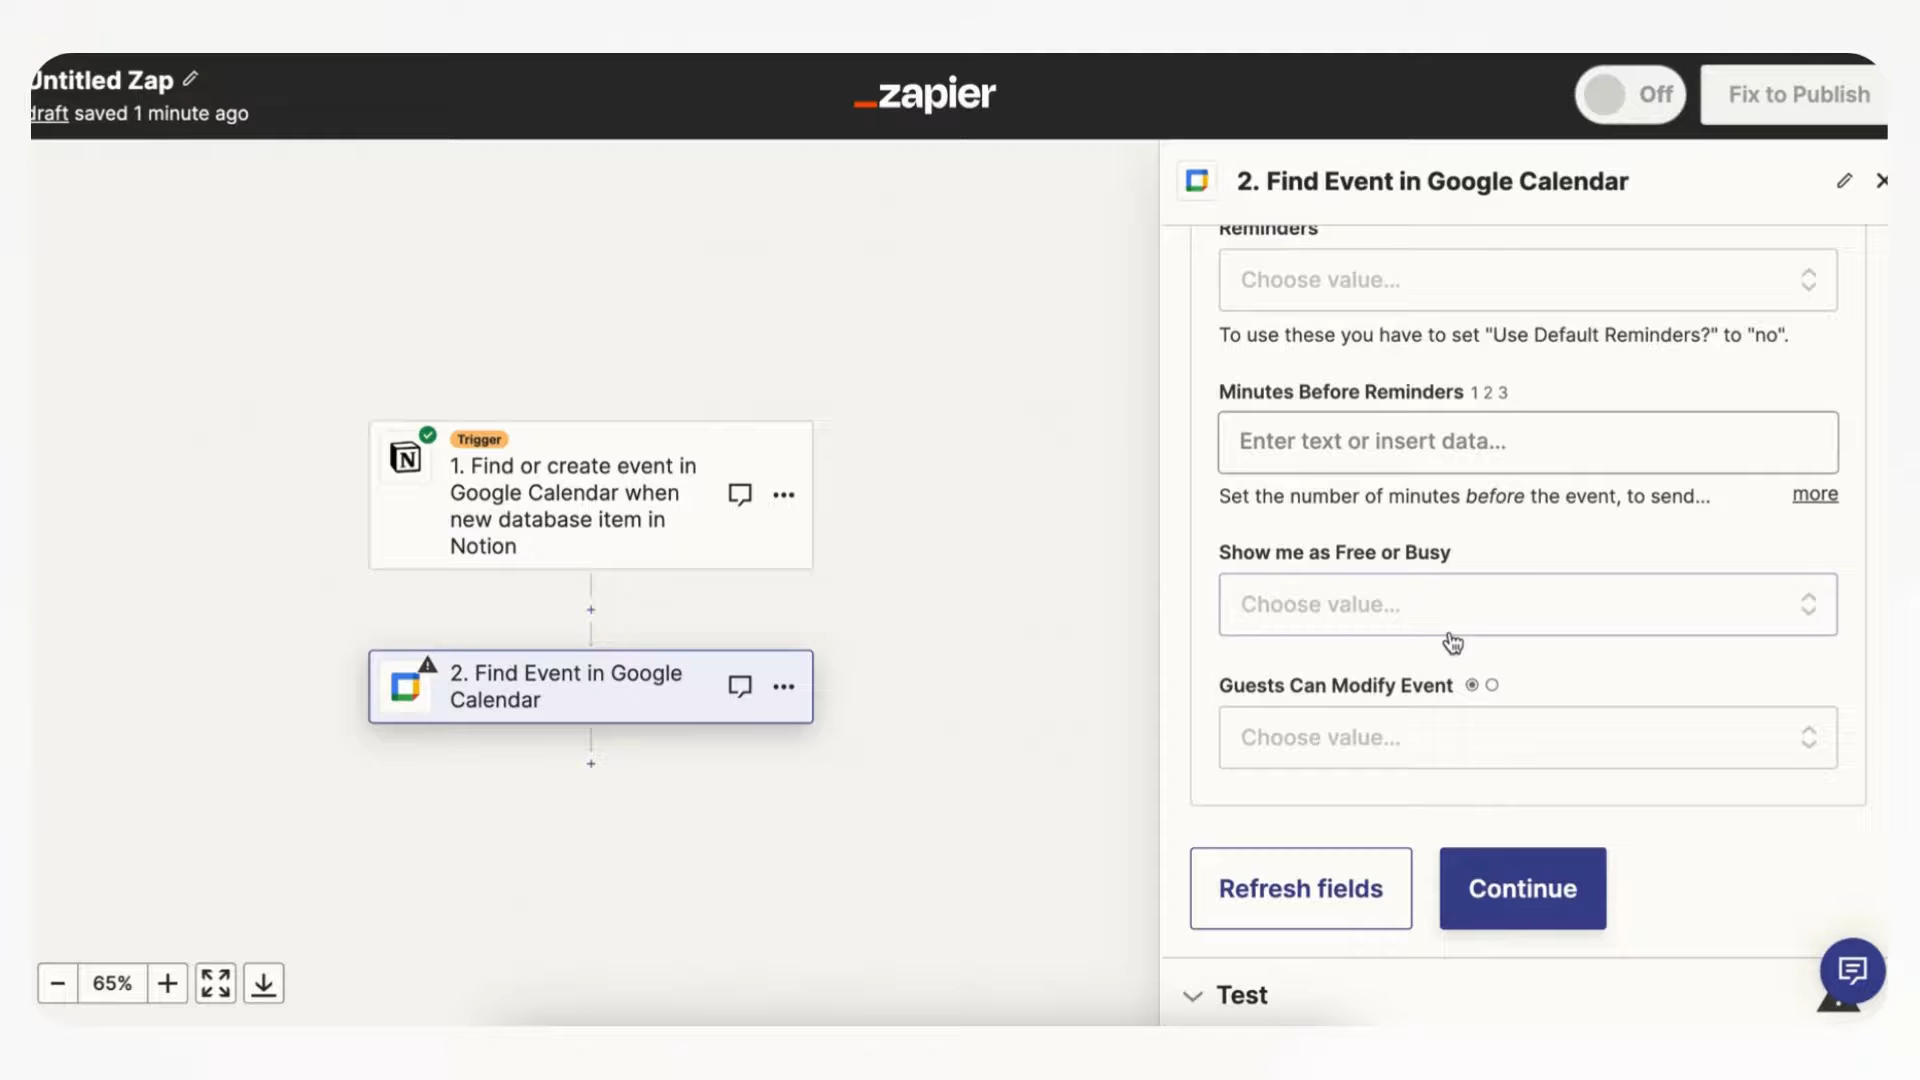 Untitled Zap
draft saved 1 minute ago
zapier
Off
Fix to Publish
2. Find Event in Google Calendar
Reminders
Choose value...
To use these you have to set "Use Default Reminders?" to "no".
Minutes Before Reminders 1 2 3
Enter text or insert data...
Set the number of minutes before the event, to send... more
Show me as Free or Busy
Choose value...
Guests Can Modify Event
Choose value...
Refresh fields
Continue
Test
Trigger
1. Find or create event in
Google Calendar when
new database item in
Notion
2. Find Event in Google
Calendar
65%